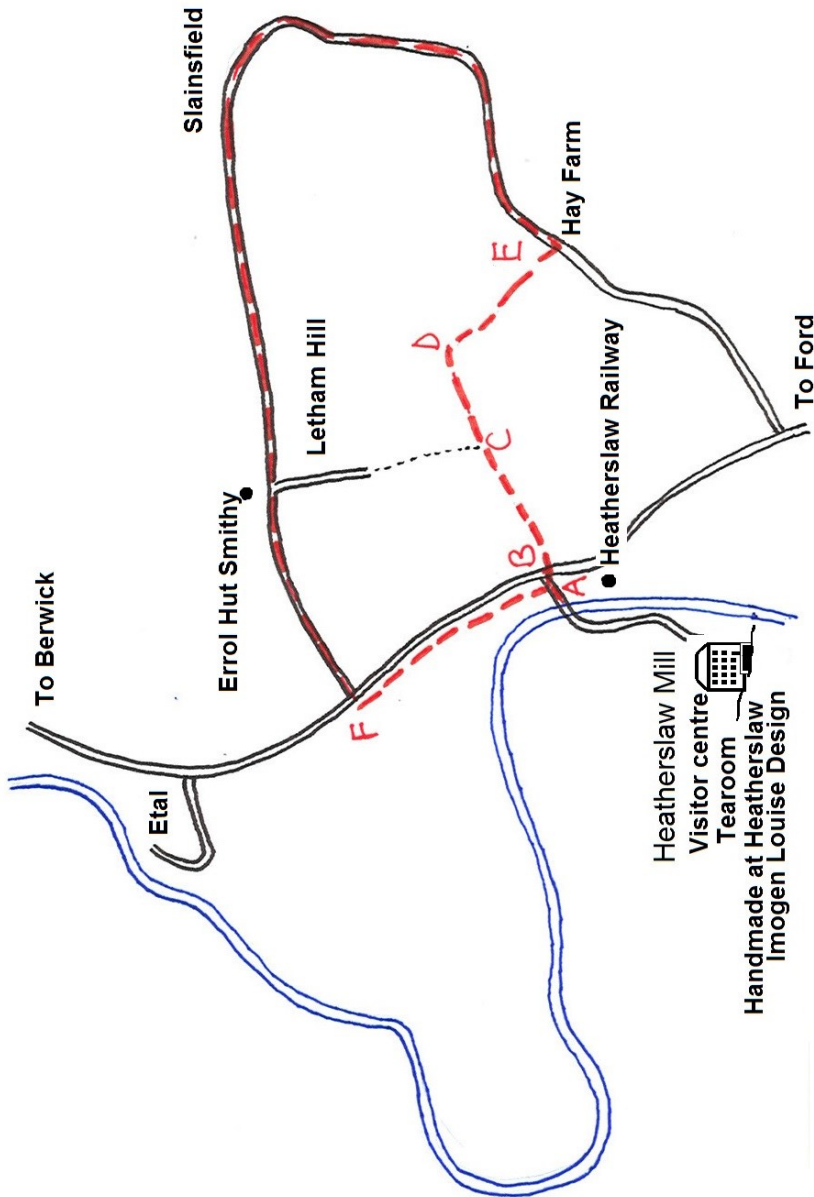 Slainsfield
Hay Farm
E
D
Letham Hill
C
To Ford
Heatherslaw Railway
Errol Hut Smithy
B
A
To Berwick
F
Etal
Heatherslaw Mill
Visitor centre
Tearoom
Handmade at Heatherslaw
Imogen Louise Design